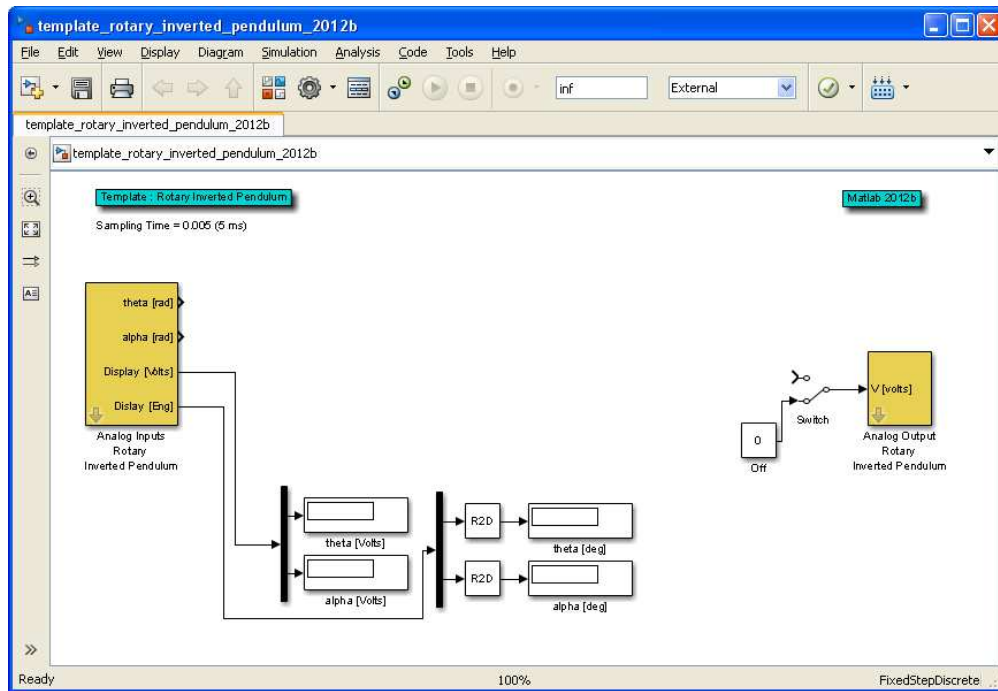 template_rotary_inverted_pendulum_2012b
File Edit View Display Diagram Simulation Analysis Code Tools Help
inf External
template_rotary_inverted_pendulum_2012b
template_rotary_inverted_pendulum_2012b
Template : Rotary Inverted Pendulum
Matlab 2012b
Sampling Time = 0.005 (5 ms)
theta [rad]
alpha [rad]
Display [Volts]
Dislay [Eng]
Analog Inputs
Rotary
Inverted Pendulum
V [volts]
Switch
0
Off
Analog Output
Rotary
Inverted Pendulum
theta [Volts]
alpha [Volts]
R2D
theta [deg]
R2D
alpha [deg]
Ready 100% FixedStepDiscrete